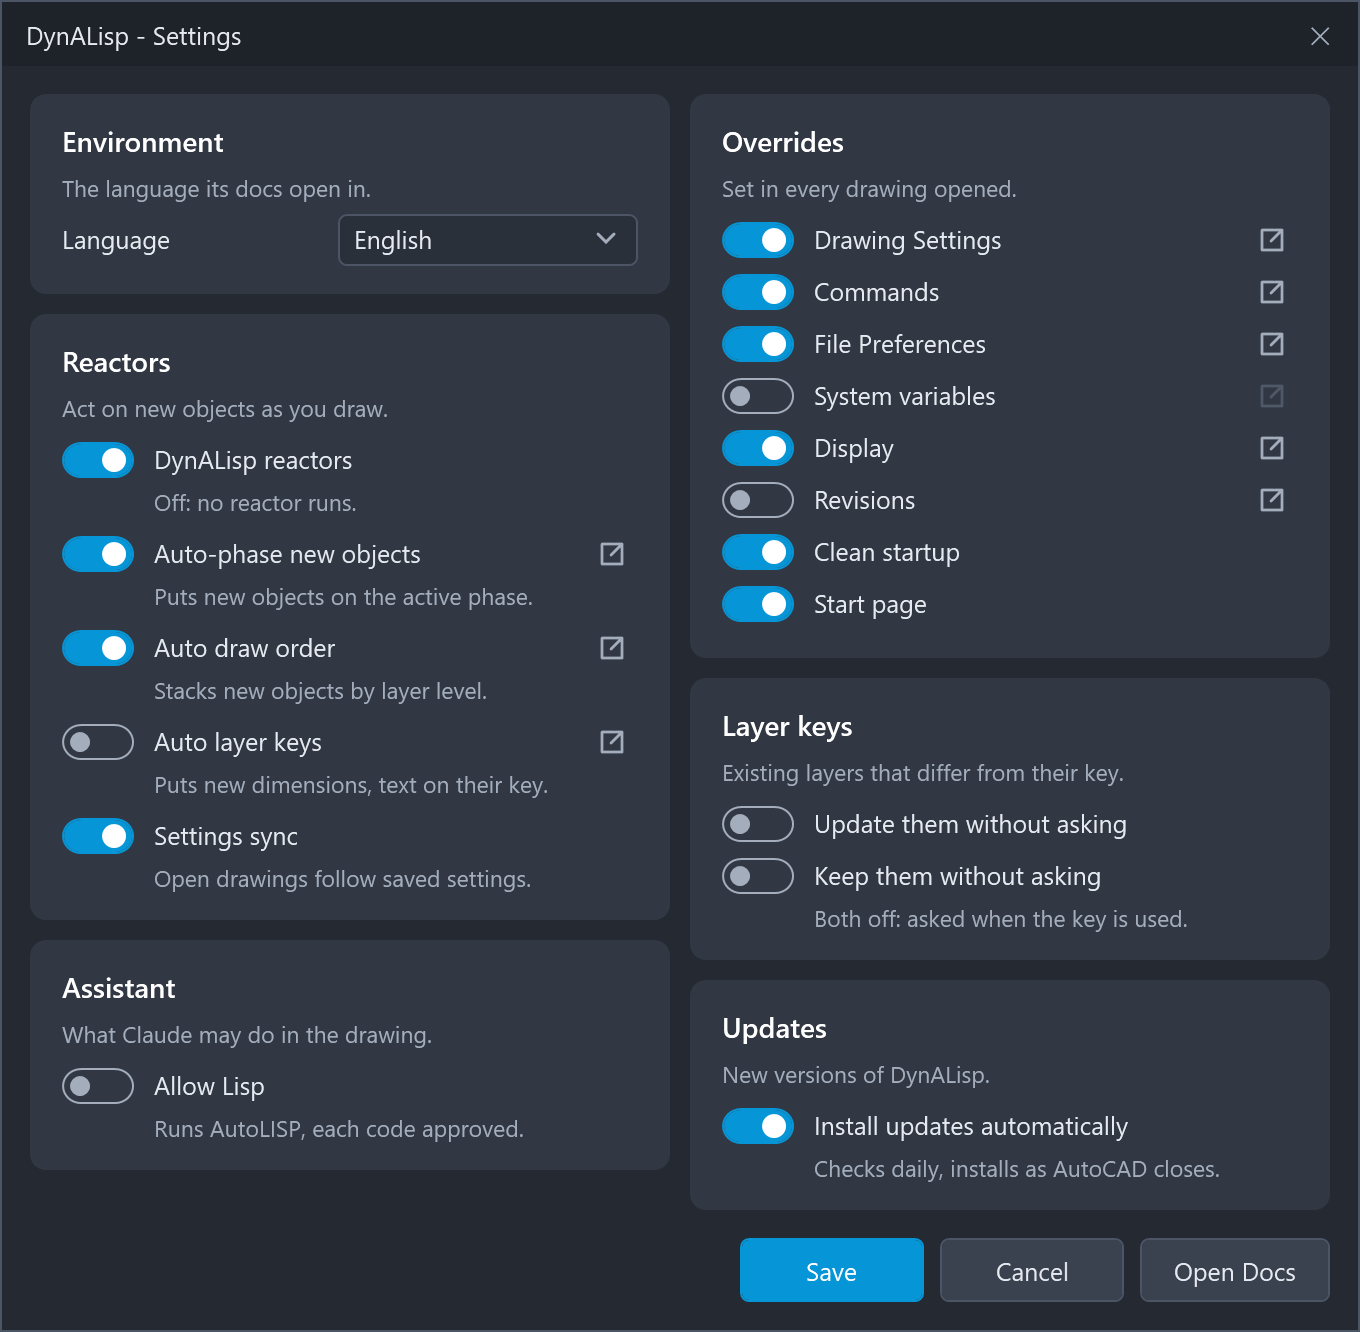 DynALisp - Settings
Environment
The language its docs open in.
Language
English
Reactors
Act on new objects as you draw.
DynALisp reactors
Off: no reactor runs.
Auto-phase new objects
Puts new objects on the active phase.
Auto draw order
Stacks new objects by layer level.
Auto layer keys
Puts new dimensions, text on their key.
Settings sync
Open drawings follow saved settings.
Assistant
What Claude may do in the drawing.
Allow Lisp
Runs AutoLISP, each code approved.
Overrides
Set in every drawing opened.
Drawing Settings
Commands
File Preferences
System variables
Display
Revisions
Clean startup
Start page
Layer keys
Existing layers that differ from their key.
Update them without asking
Keep them without asking
Both off: asked when the key is used.
Updates
New versions of DynALisp.
Install updates automatically
Checks daily, installs as AutoCAD closes.
Save
Cancel
Open Docs